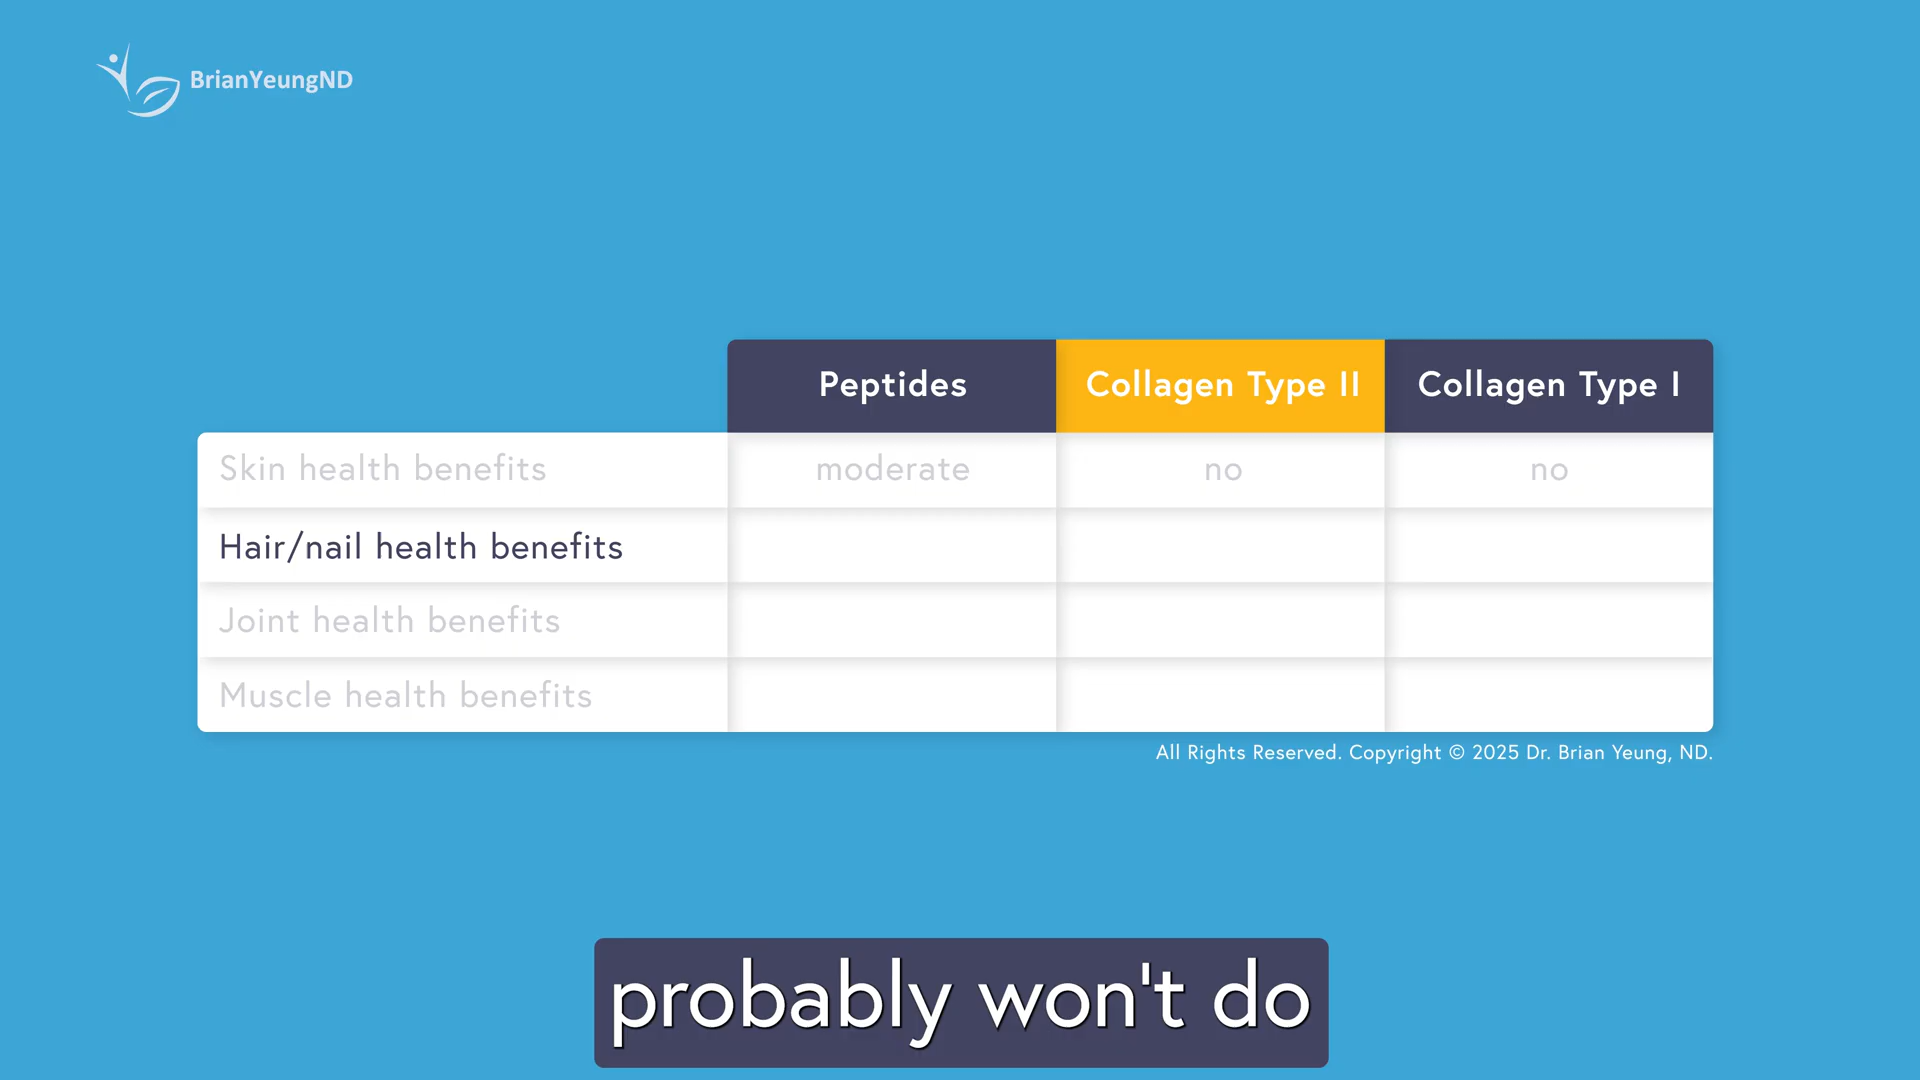 BrianYeungND
Peptides Collagen Type II Collagen Type I
Skin health benefits moderate no no
Hair/nail health benefits
Joint health benefits
Muscle health benefits
All Rights Reserved. Copyright © 2025 Dr. Brian Yeung, ND.
probably won't do